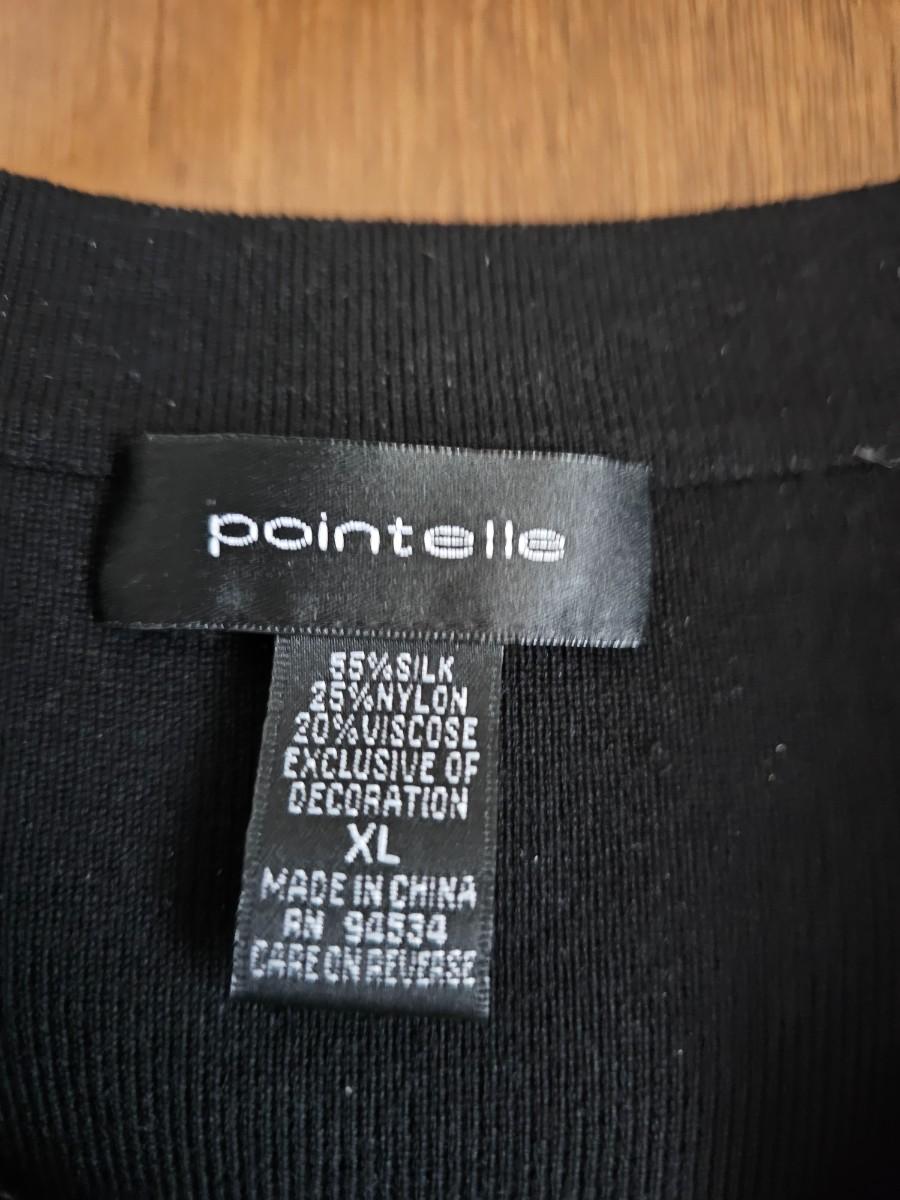 pointelle
55%SILK
25%NYLON
20%VISCOSE
EXCLUSIVE OF
DECORATION
XL
MADE IN CHINA
RN 94534
CARE ON REVERSE